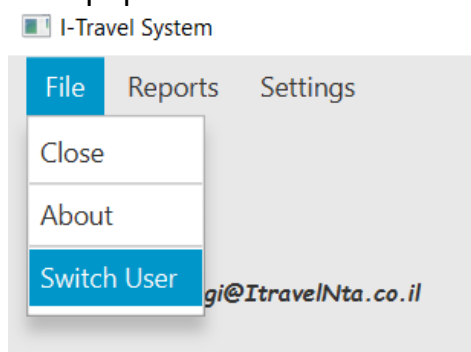 I-Travel System
File Reports Settings
Close
About
Switch User
gi@ItravelNta.co.il